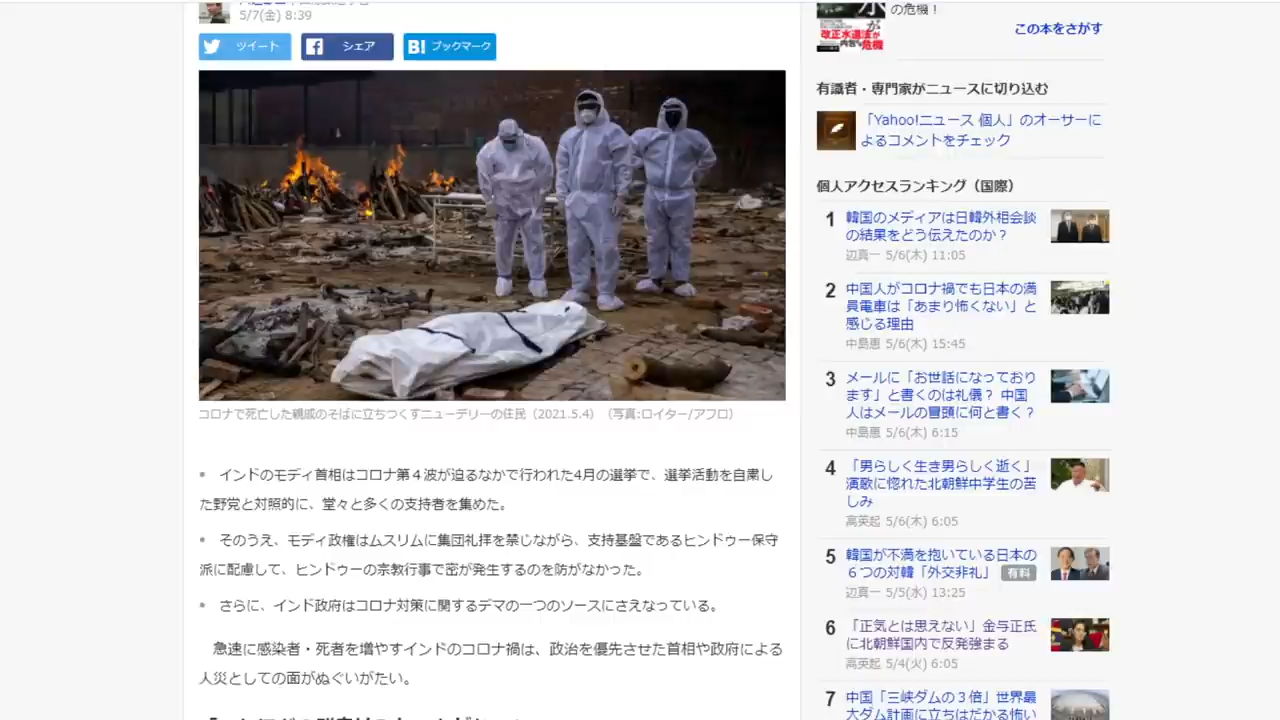 5/7(金) 8:39
ツイート
シェア
B! ブックマーク
コロナで死亡した親戚のそばに立ちつくすニューデリーの住民（2021.5.4）（写真:ロイター/アフロ）
• インドのモディ首相はコロナ第４波が迫るなかで行われた4月の選挙で、選挙活動を自粛し
た野党と対照的に、堂々と多くの支持者を集めた。
• そのうえ、モディ政権はムスリムに集団礼拝を禁じながら、支持基盤であるヒンドゥー保守
派に配慮して、ヒンドゥーの宗教行事で密が発生するのを防がなかった。
• さらに、インド政府はコロナ対策に関するデマの一つのソースにさえなっている。
急速に感染者・死者を増やすインドのコロナ禍は、政治を優先させた首相や政府による
人災としての面がぬぐいがたい。
の危機！
が
改正水道法が
危機
この本をさがす
有識者・専門家がニュースに切り込む
「Yahoo!ニュース 個人」のオーサーに
よるコメントをチェック
個人アクセスランキング（国際）
1 韓国のメディアは日韓外相会談
の結果をどう伝えたのか？
辺真一 5/6(木) 11:05
2 中国人がコロナ禍でも日本の満
員電車は「あまり怖くない」と
感じる理由
中島恵 5/6(木) 15:45
3 メールに「お世話になっており
ます」と書くのは礼儀？ 中国
人はメールの冒頭に何と書く？
中島恵 5/6(木) 6:15
4 「男らしく生き男らしく逝く」
演歌に惚れた北朝鮮中学生の苦
しみ
高英起 5/6(木) 6:05
5 韓国が不満を抱いている日本の
６つの対韓「外交非礼」 有料
辺真一 5/5(水) 13:25
6 「正気とは思えない」金与正氏
に北朝鮮国内で反発強まる
高英起 5/4(火) 6:05
7 中国「三峡ダムの３倍」世界最
大ダム計画に立ちはだかる怖い